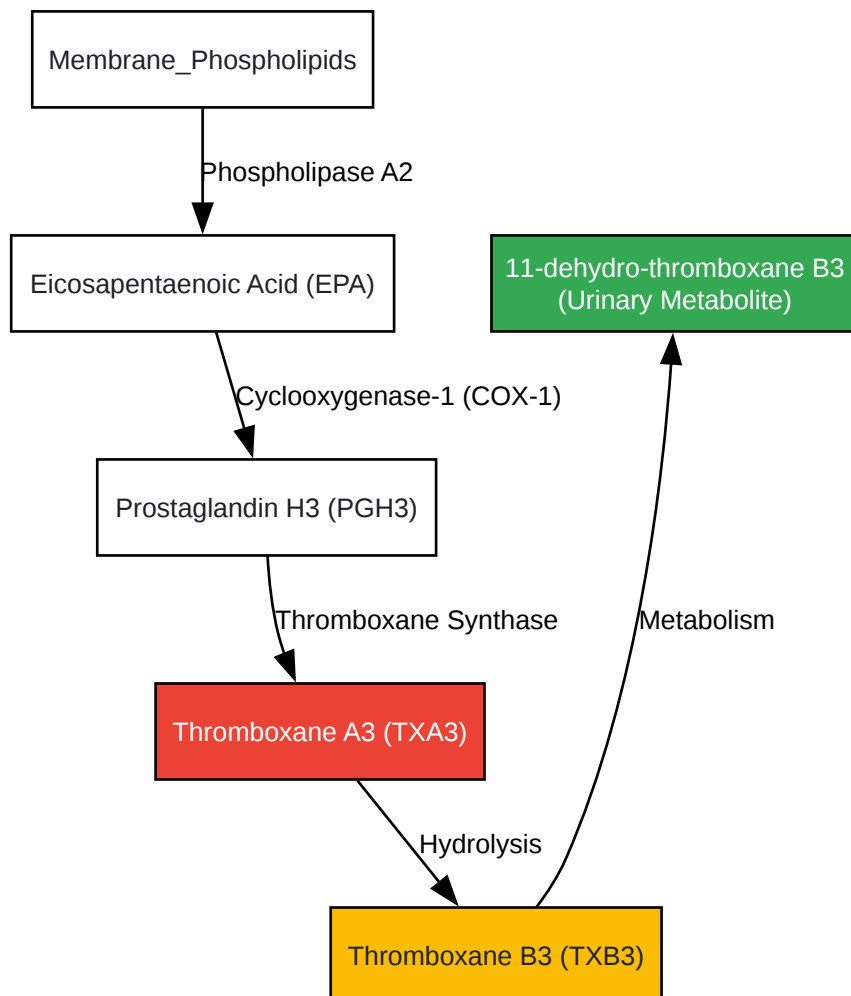 Membrane_Phospholipids
Phospholipase A2
Eicosapentaenoic Acid (EPA)
11-dehydro-thromboxane B3
(Urinary Metabolite)
Cyclooxygenase-1 (COX-1)
Prostaglandin H3 (PGH3)
Thromboxane Synthase
Metabolism
Thromboxane A3 (TXA3)
Hydrolysis
Thromboxane B3 (TXB3)